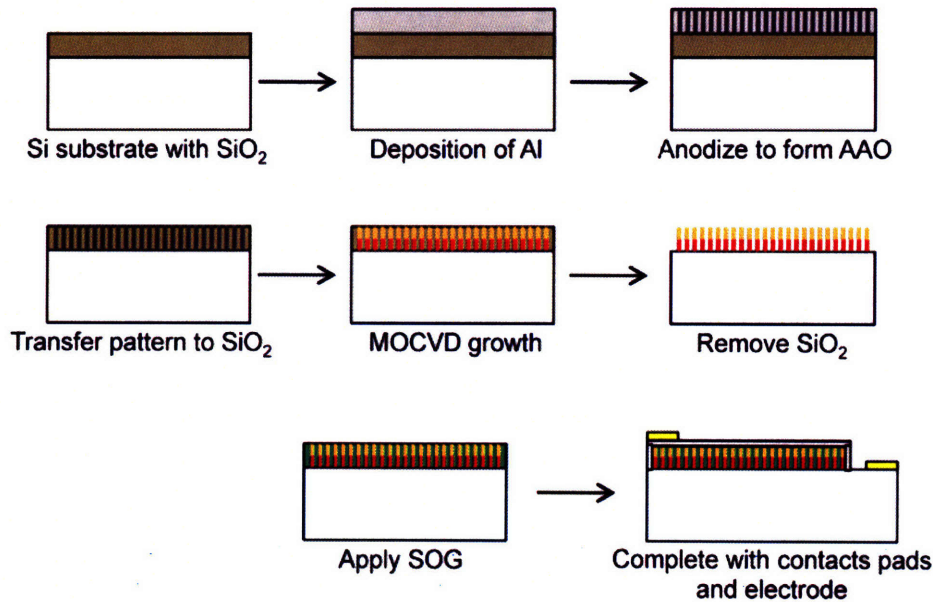 Si substrate with SiO₂
Deposition of Al
Anodize to form AAO
Transfer pattern to SiO₂
MOCVD growth
Remove SiO₂
Apply SOG
Complete with contacts pads
and electrode